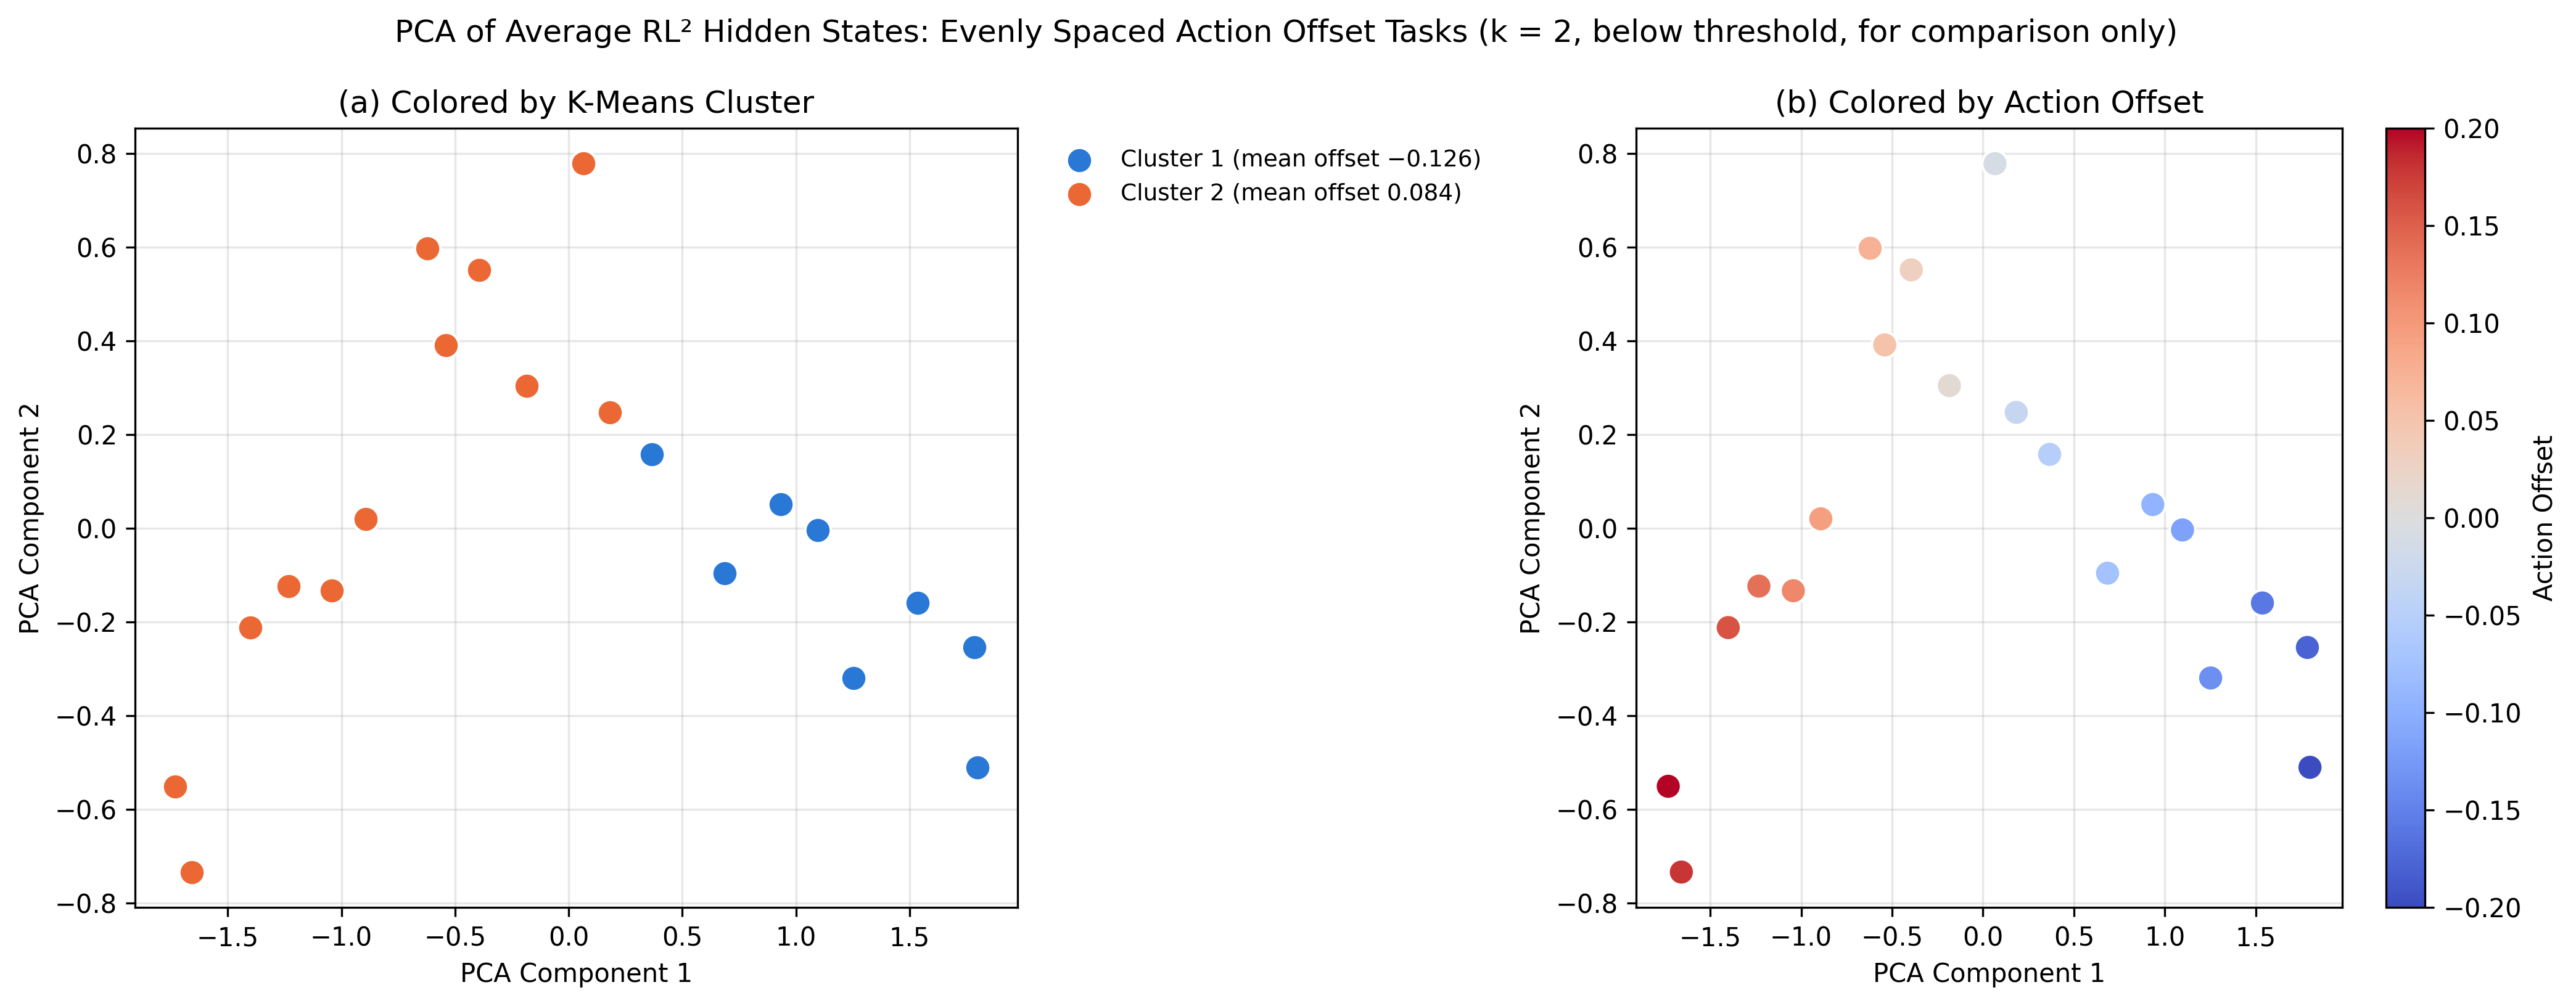 PCA of Average RL² Hidden States: Evenly Spaced Action Offset Tasks (k = 2, below threshold, for comparison only)
(a) Colored by K-Means Cluster
0.8
0.6
0.4
0.2
0.0
−0.2
−0.4
−0.6
−0.8
PCA Component 2
−1.5 −1.0 −0.5 0.0 0.5 1.0 1.5
PCA Component 1
Cluster 1 (mean offset −0.126)
Cluster 2 (mean offset 0.084)
(b) Colored by Action Offset
0.8
0.6
0.4
0.2
0.0
−0.2
−0.4
−0.6
−0.8
PCA Component 2
−1.5 −1.0 −0.5 0.0 0.5 1.0 1.5
PCA Component 1
0.20
0.15
0.10
0.05
0.00
−0.05
−0.10
−0.15
−0.20
Action Offset